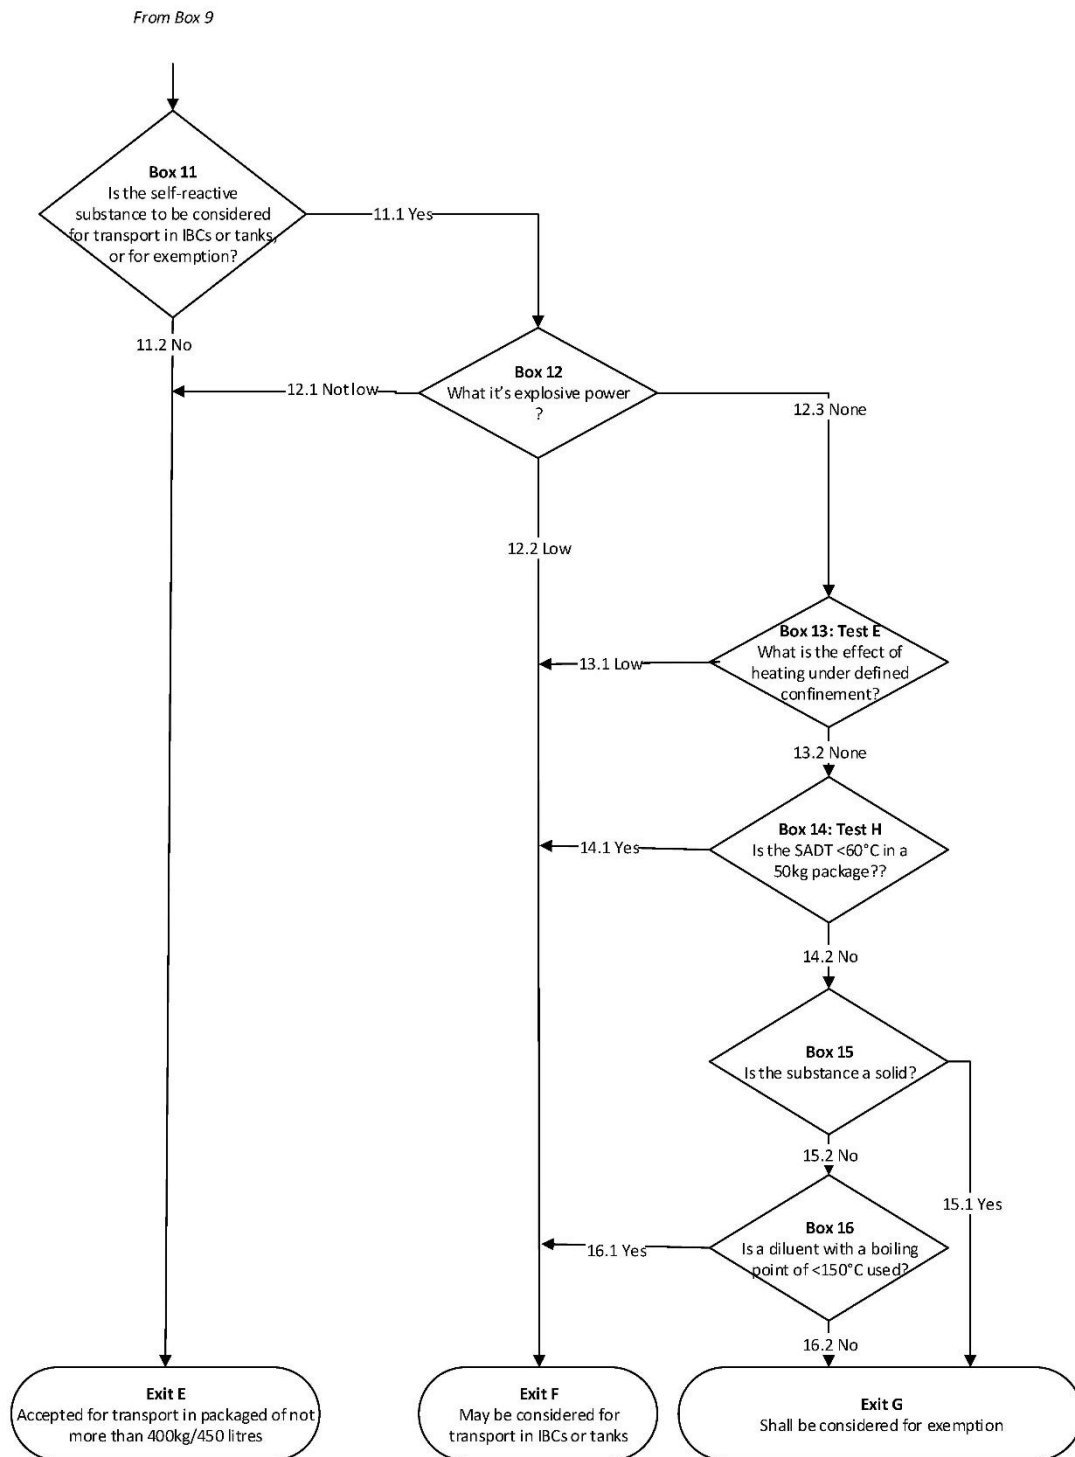 From Box 9
Box 11
Is the self-reactive
substance to be considered
for transport in IBCs or tanks,
or for exemption?
11.1 Yes
11.2 No
Box 12
What it's explosive power
?
12.1 Not low
12.3 None
12.2 Low
Box 13: Test E
What is the effect of
heating under defined
confinement?
13.1 Low
13.2 None
Box 14: Test H
Is the SADT <60°C in a
50kg package??
14.1 Yes
14.2 No
Box 15
Is the substance a solid?
15.2 No
15.1 Yes
Box 16
Is a diluent with a boiling
point of <150°C used?
16.1 Yes
16.2 No
Exit E
Accepted for transport in packaged of not
more than 400kg/450 litres
Exit F
May be considered for
transport in IBCs or tanks
Exit G
Shall be considered for exemption